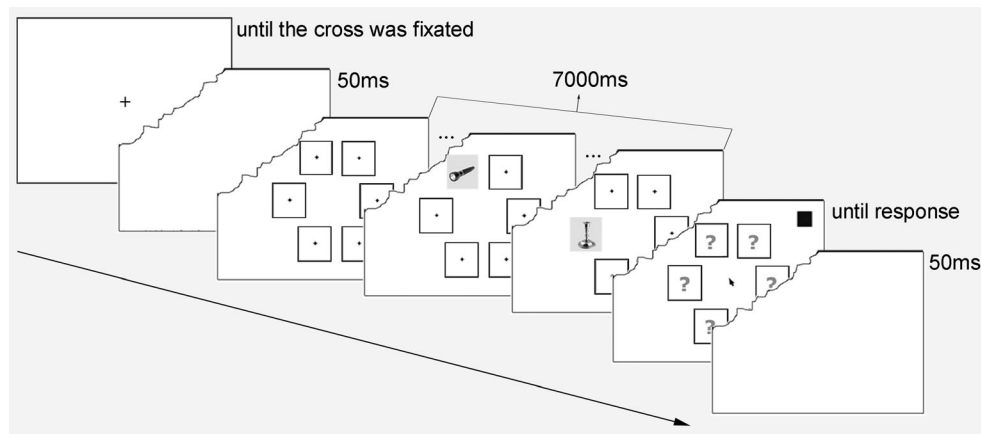 until the cross was fixated
50ms
7000ms
...
...
until response
? ?
? ?
?
50ms